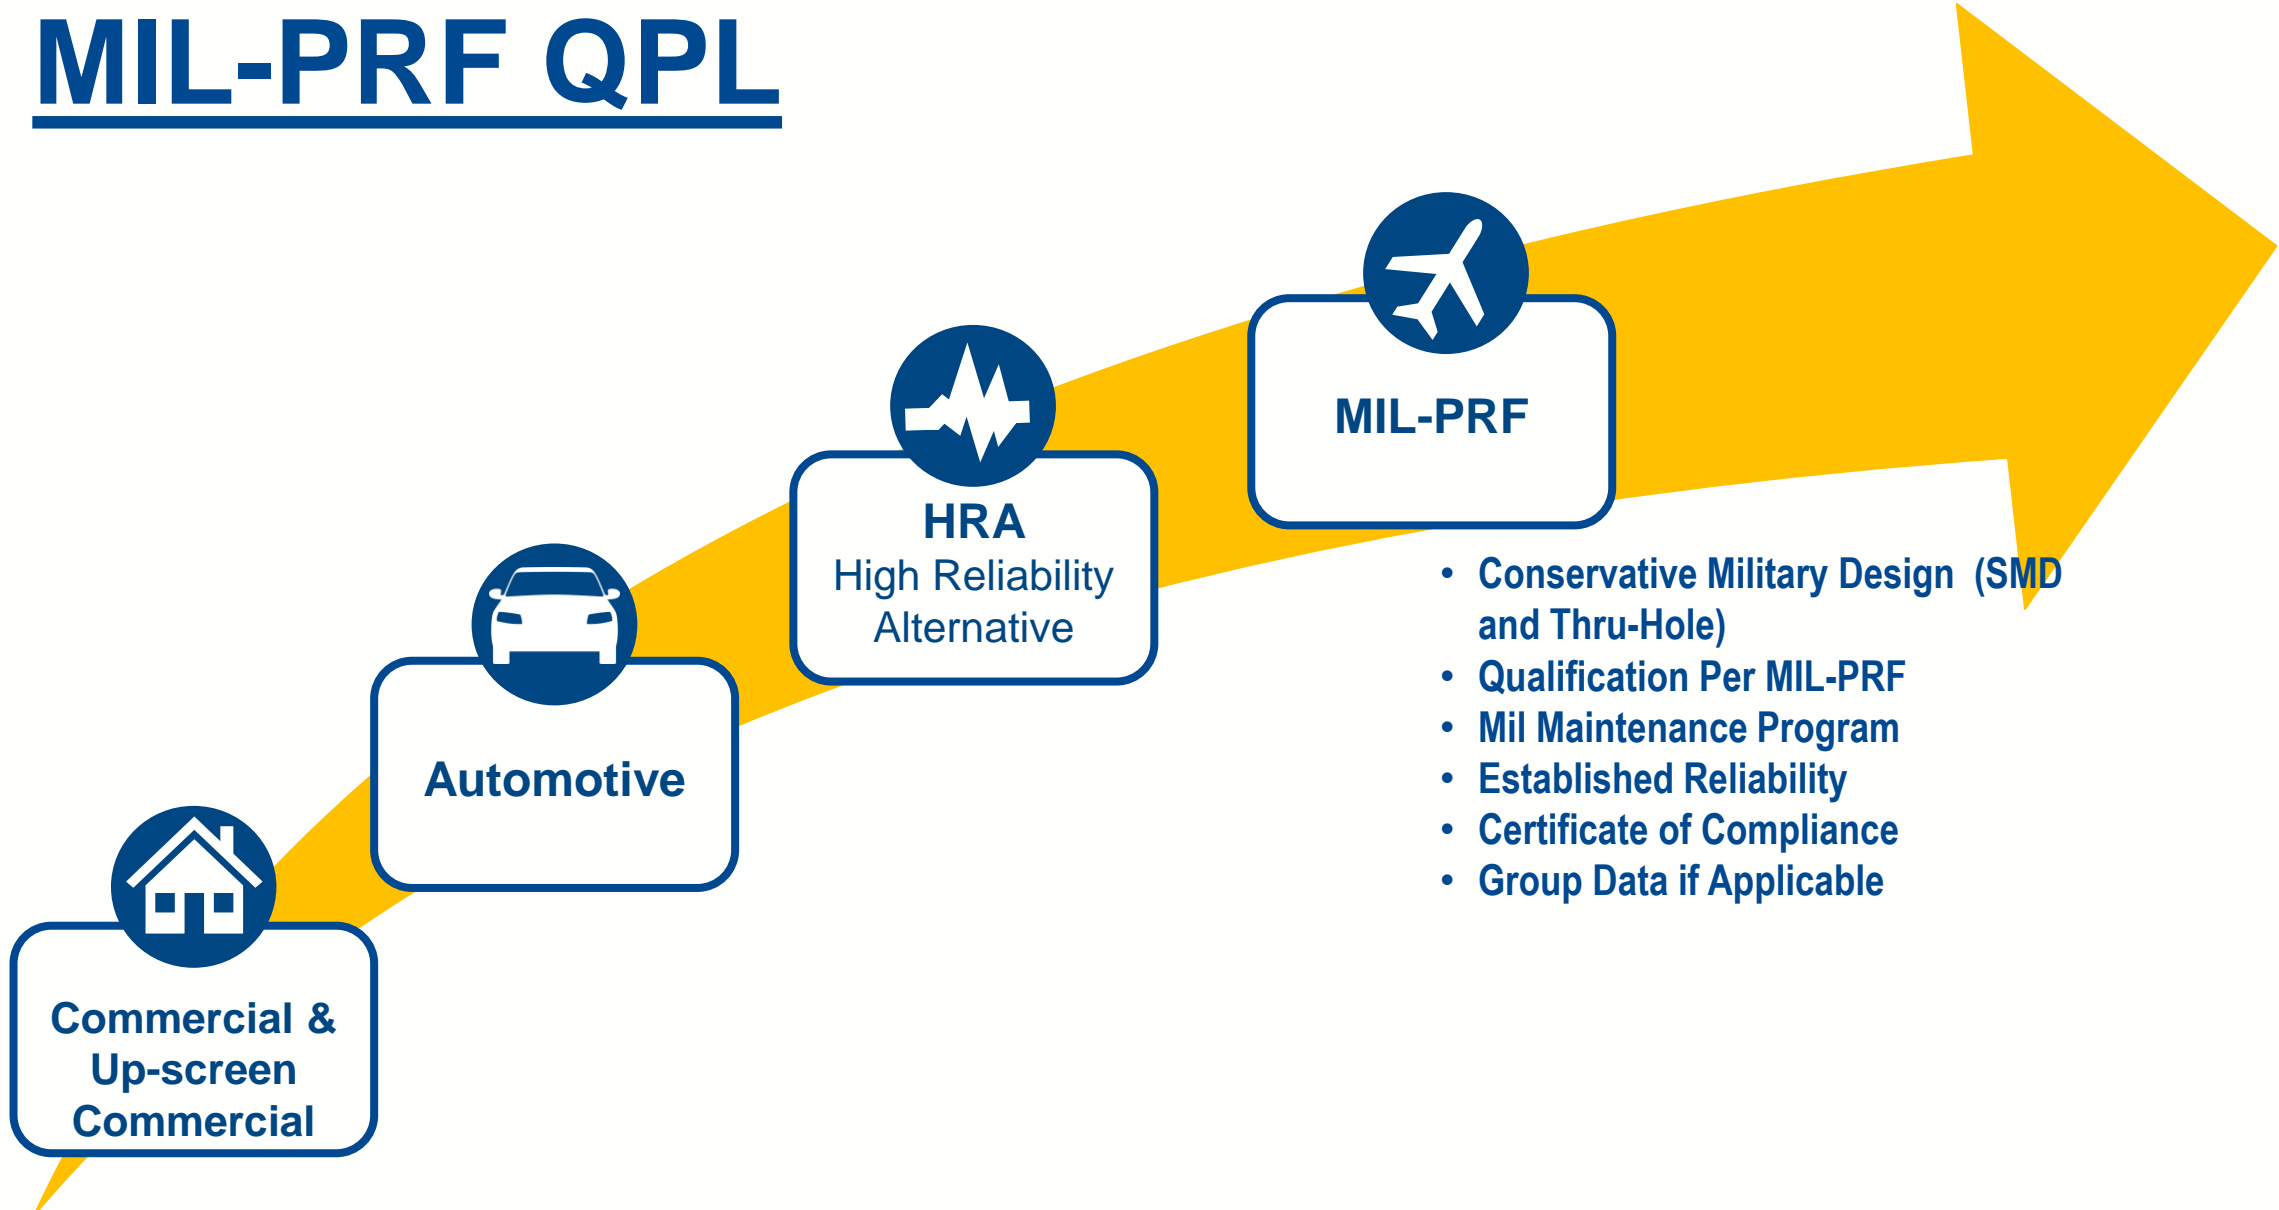 MIL-PRF QPL
MIL-PRF
HRA
High Reliability
Alternative
Automotive
Commercial &
Up-screen
Commercial
• Conservative Military Design (SMD
and Thru-Hole)
• Qualification Per MIL-PRF
• Mil Maintenance Program
• Established Reliability
• Certificate of Compliance
• Group Data if Applicable